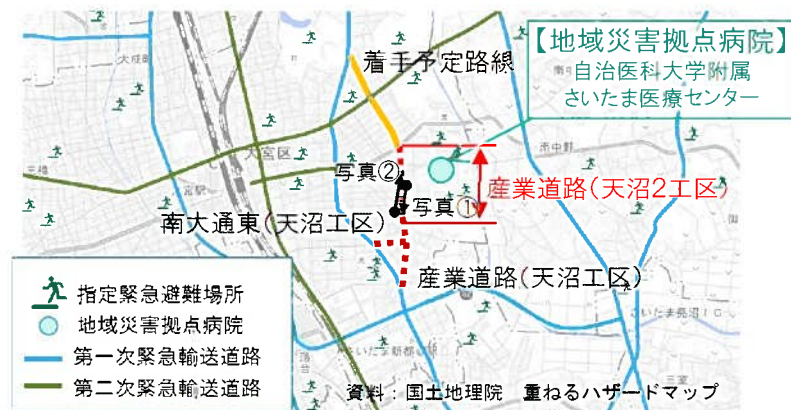 【地域災害拠点病院】
自治医科大学附属
さいたま医療センター
着手予定路線
大宮区
写真②
写真①
産業道路(天沼2工区)
南大通東(天沼工区)
産業道路(天沼工区)
指定緊急避難場所
地域災害拠点病院
第一次緊急輸送道路
第二次緊急輸送道路
資料：国土地理院　重ねるハザードマップ